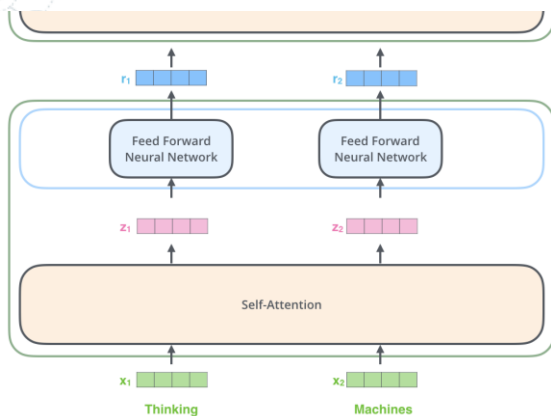 r₁
r₂
Feed Forward
Neural Network
Feed Forward
Neural Network
z₁
z₂
Self-Attention
x₁
x₂
Thinking
Machines